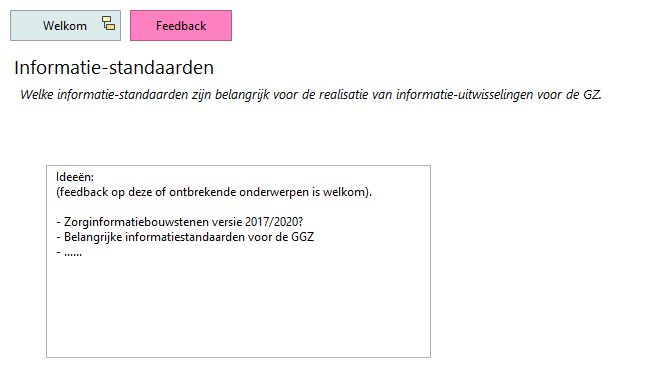 Welkom
Feedback
Informatie-standaarden
Welke informatie-standaarden zijn belangrijk voor de realisatie van informatie-uitwisselingen voor de GZ.
Ideeën:
(feedback op deze of ontbrekende onderwerpen is welkom).
- Zorginformatiebouwstenen versie 2017/2020?
- Belangrijke informatiestandaarden voor de GGZ
- ......